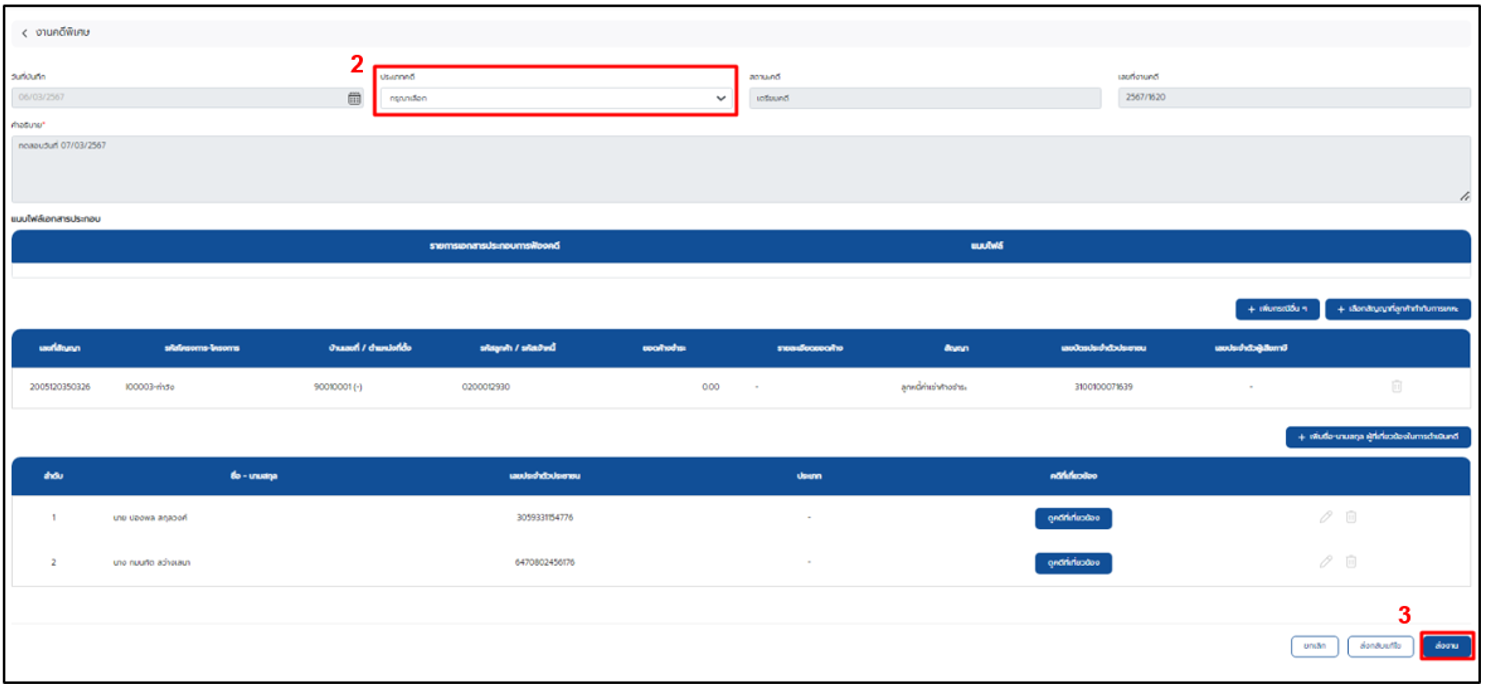 งานคดีพิเศษ
2
วันที่บันทึก
ประเภทคดี
สถานะคดี
เลขที่งานคดี
06/03/2567
กรุณาเลือก
เตรียมคดี
2567/1620
คำอธิบาย*
ทดสอบวันที่ 07/03/2567
แนบไฟล์เอกสารประกอบ
รายการเอกสารประกอบการฟ้องคดี
แนบไฟล์
+ เพิ่มกรณีอื่น ๆ
+ เลือกสัญญาที่ลูกค้าทำกับการเคหะ
เลขที่สัญญา
รหัสโครงการ-โครงการ
บ้านเลขที่ / ตำแหน่งที่ตั้ง
รหัสลูกค้า / รหัสเจ้าหนี้
ยอดค้างชำระ
รายละเอียดยอดค้าง
สัญญา
เลขบัตรประจำตัวประชาชน
เลขประจำตัวผู้เสียภาษี
2005120350326
I00003-ท่าวัง
90010001 (-)
0200012930
0.00
-
ลูกหนี้ค่าเช่าค้างชำระ
3100100071639
-
+ เพิ่มชื่อ-นามสกุล ผู้ที่เกี่ยวข้องในการดำเนินคดี
ลำดับ
ชื่อ - นามสกุล
เลขประจำตัวประชาชน
ประเภท
คดีที่เกี่ยวข้อง
1
นาย ปองพล สกุลวงศ์
3059331154776
-
ดูคดีที่เกี่ยวข้อง
2
นาง
6470802456176
-
ดูคดีที่เกี่ยวข้อง
3
ยกเลิก
ส่งกลับแก้ไข
ส่งงาน